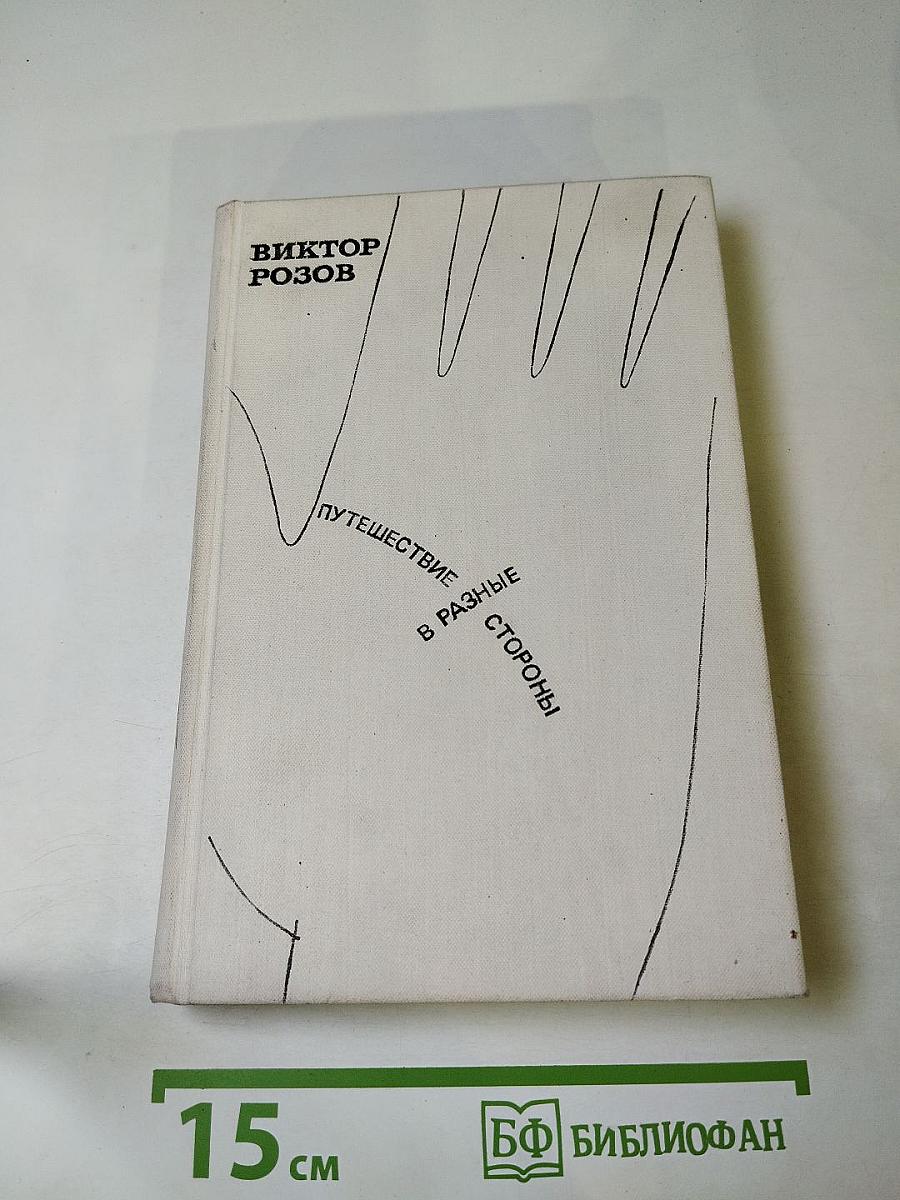 ВИКТОР
РОЗОВ
ПУТЕШЕСТВИЕ
В РАЗНЫЕ
СТОРОНЫ
15 см
БФ БИБЛИОФАН